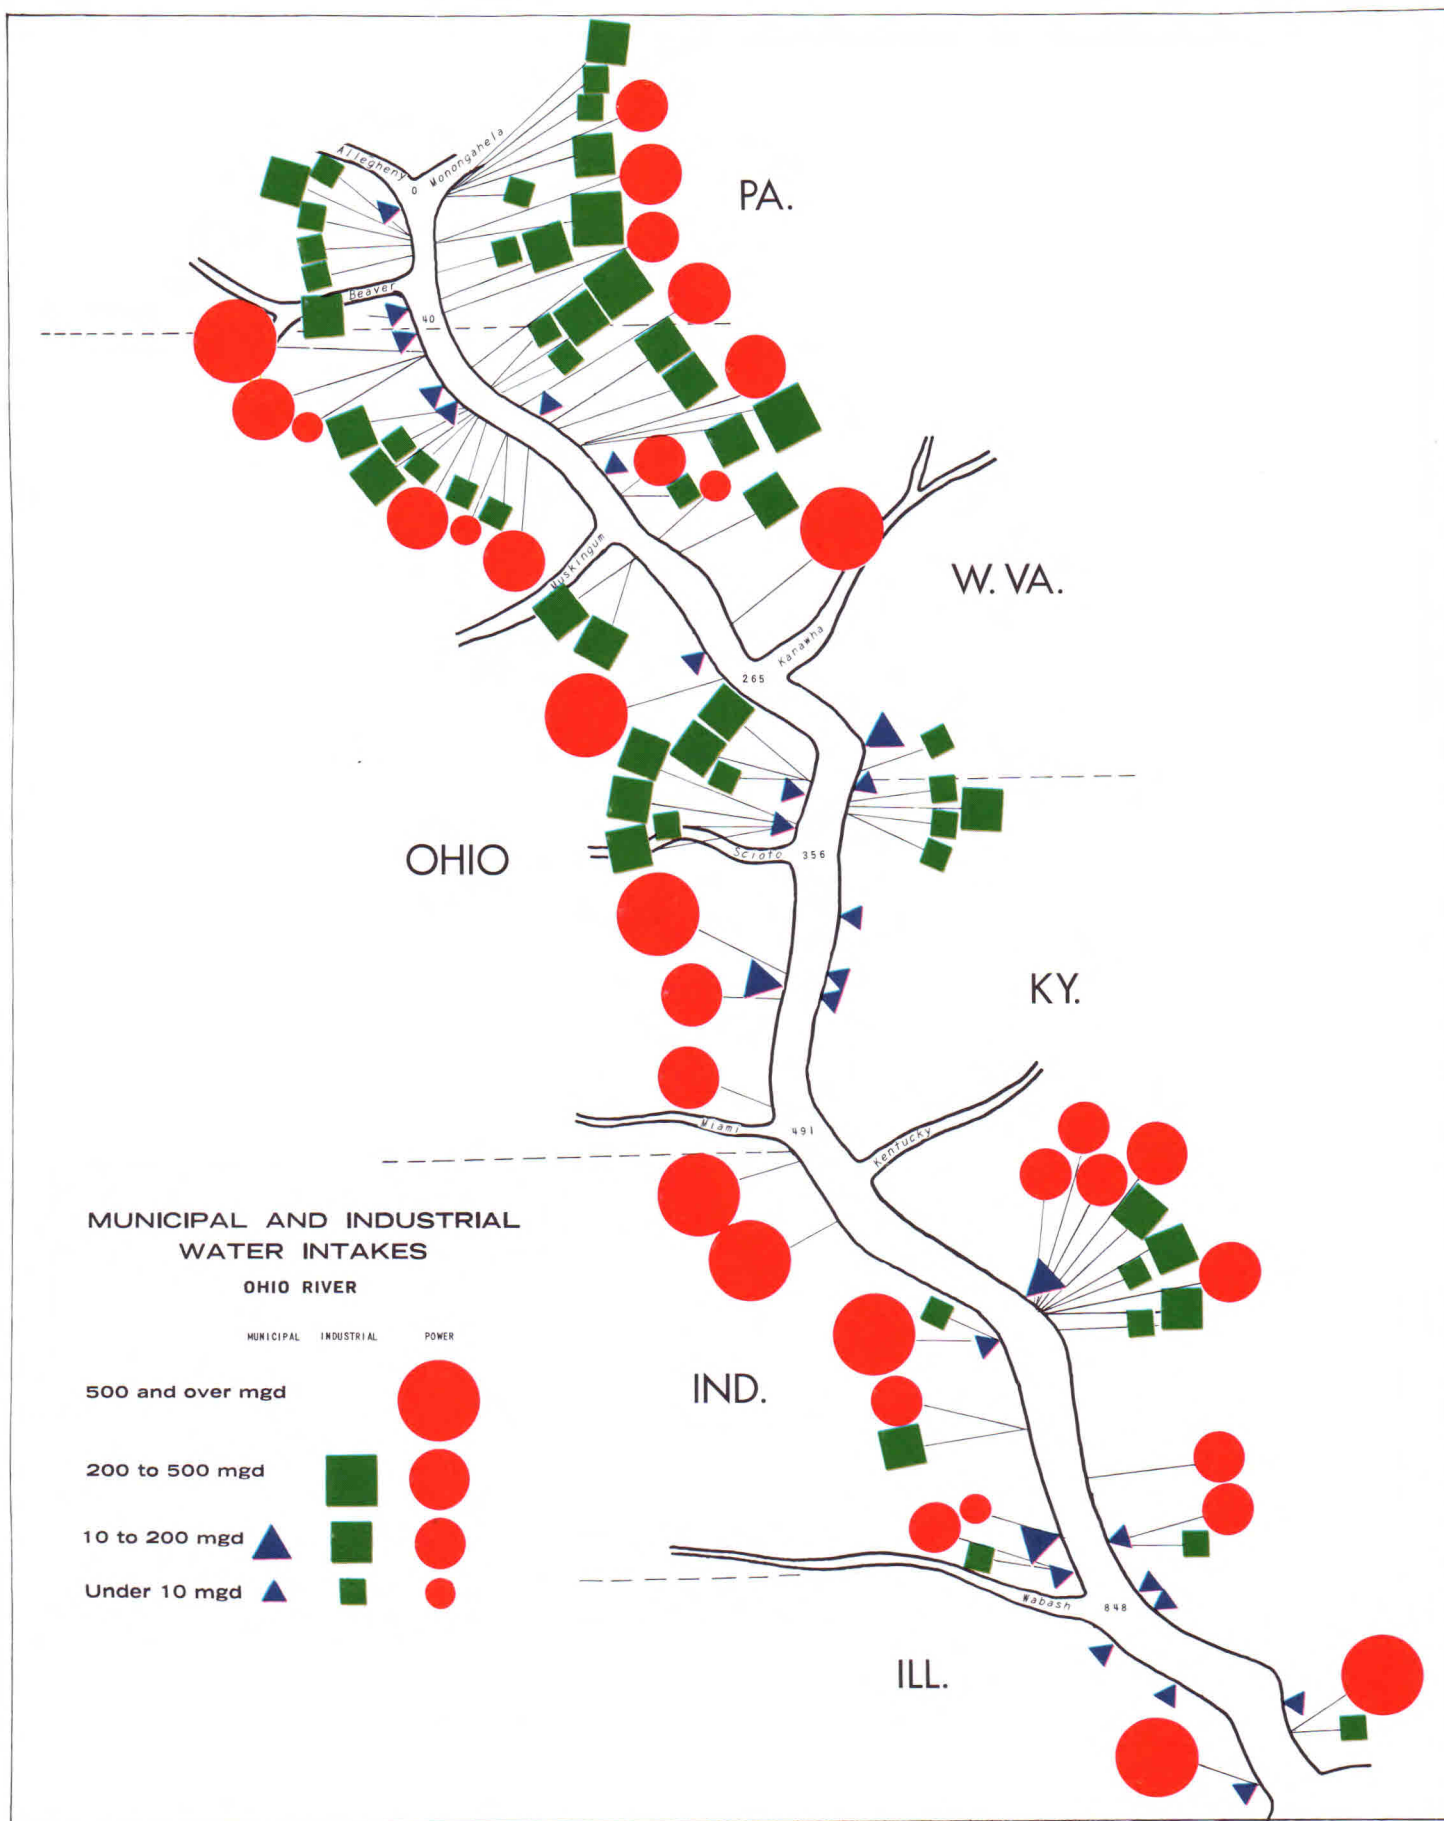 Allegheny
0
Monongahela
PA.
Beaver
40
Muskingum
W. VA.
Kanawha
265
OHIO
Scioto
356
KY.
Miami
491
Kentucky
MUNICIPAL AND INDUSTRIAL
WATER INTAKES
OHIO RIVER
MUNICIPAL INDUSTRIAL POWER
500 and over mgd
200 to 500 mgd
10 to 200 mgd
Under 10 mgd
IND.
Wabash
848
ILL.